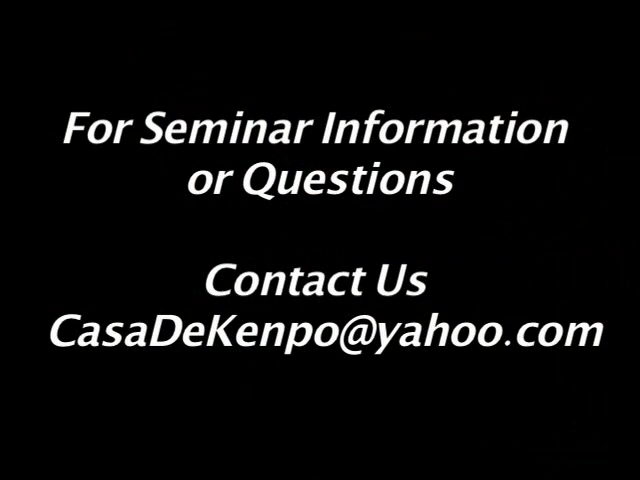 For Seminar Information
or Questions
Contact Us
CasaDeKenpo@yahoo.com